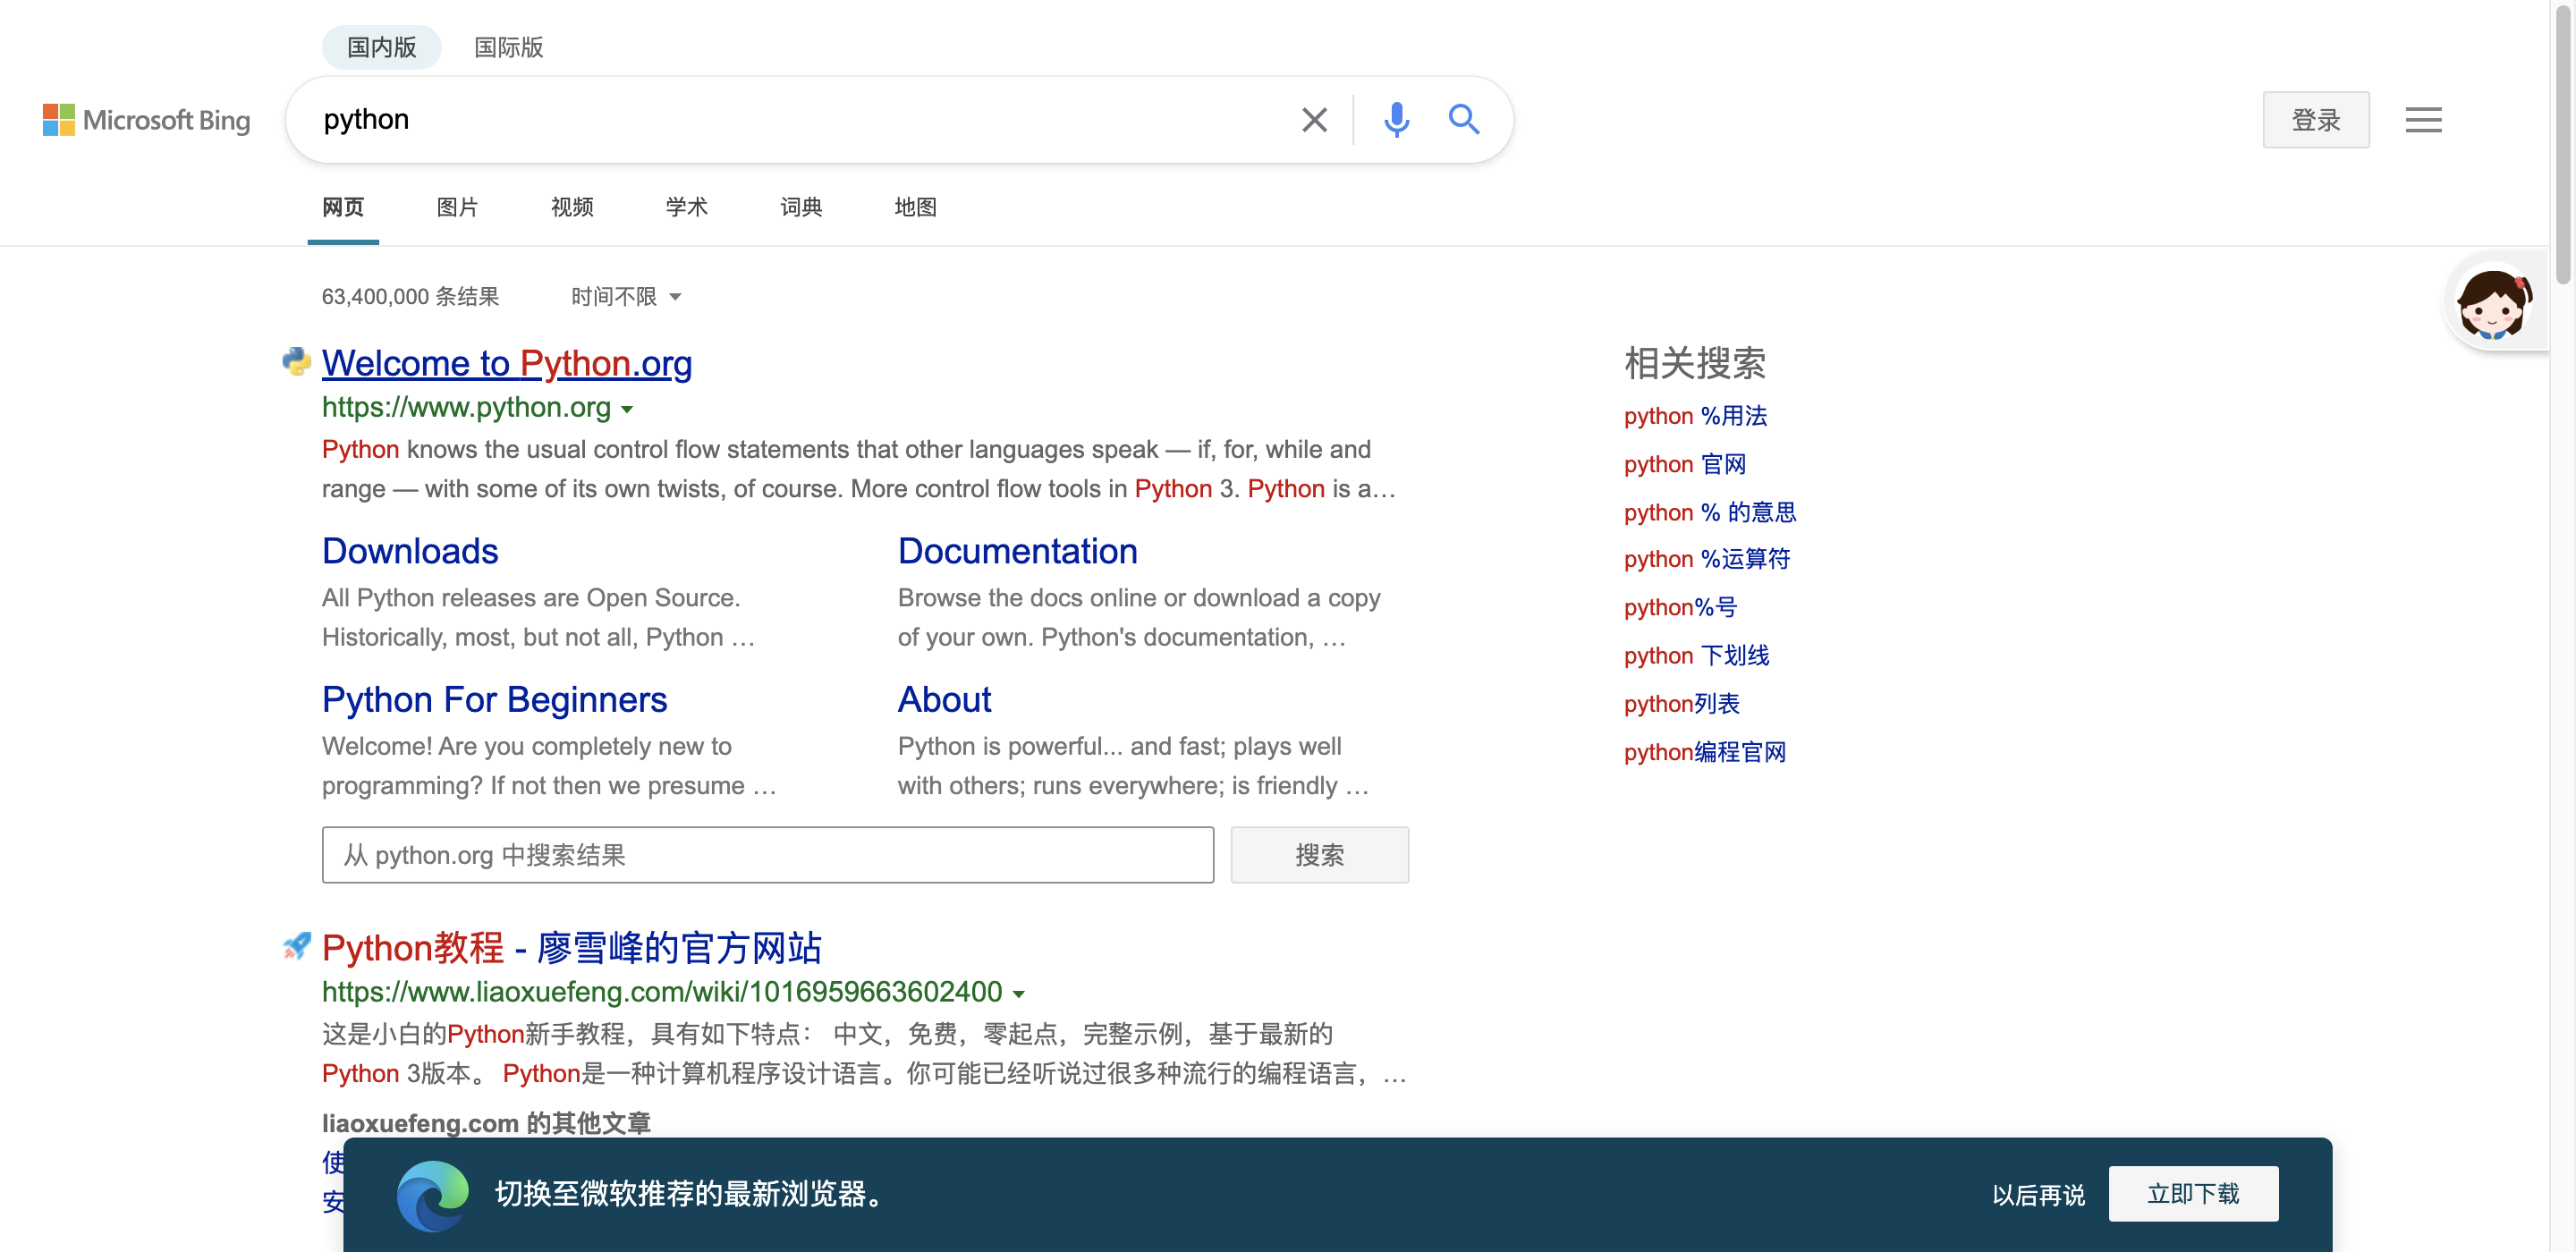 国内版 国际版
Microsoft Bing
python
登录
网页 图片 视频 学术 词典 地图
63,400,000 条结果 时间不限
Welcome to Python.org
https://www.python.org
Python knows the usual control flow statements that other languages speak — if, for, while and
range — with some of its own twists, of course. More control flow tools in Python 3. Python is a…
Downloads
All Python releases are Open Source.
Historically, most, but not all, Python …
Documentation
Browse the docs online or download a copy
of your own. Python's documentation, …
Python For Beginners
Welcome! Are you completely new to
programming? If not then we presume …
About
Python is powerful... and fast; plays well
with others; runs everywhere; is friendly …
从 python.org 中搜索结果
搜索
Python教程 - 廖雪峰的官方网站
https://www.liaoxuefeng.com/wiki/1016959663602400
这是小白的Python新手教程，具有如下特点： 中文，免费，零起点，完整示例，基于最新的
Python 3版本。 Python是一种计算机程序设计语言。你可能已经听说过很多种流行的编程语言，…
liaoxuefeng.com 的其他文章
使
安
相关搜索
python %用法
python 官网
python % 的意思
python %运算符
python%号
python 下划线
python列表
python编程官网
切换至微软推荐的最新浏览器。
以后再说
立即下载